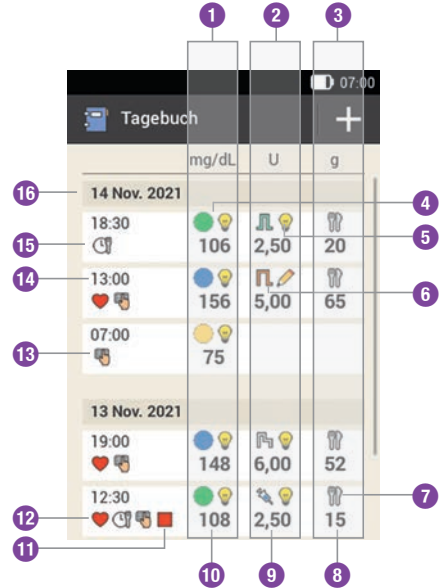 1 2 3
07:00
Tagebuch
mg/dL U g
16 14 Nov. 2021
18:30 4
15 106 2,50 20 5
14 13:00
156 5,00 65 6
07:00
13 75
13 Nov. 2021
19:00
148 6,00 52
12:30 7
12 108 2,50 15
11 10 9 8